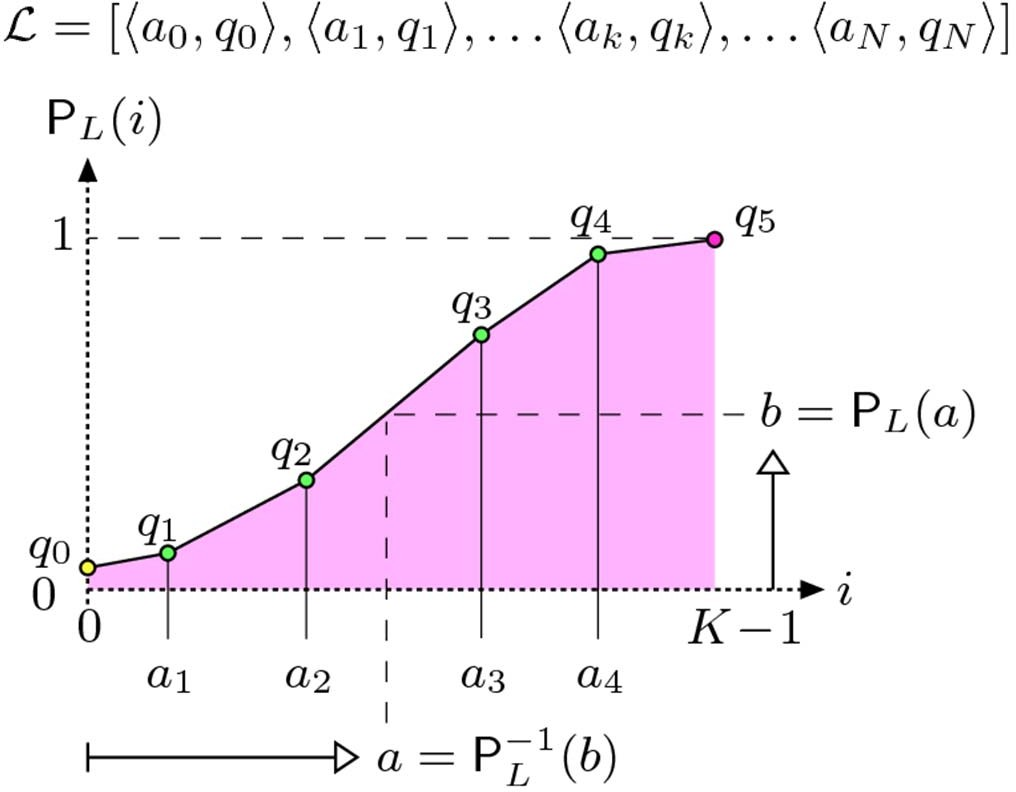 ℒ = [⟨a₀, q₀⟩, ⟨a₁, q₁⟩, … ⟨aₖ, qₖ⟩, … ⟨a_N, q_N⟩]
P_L(i)
1
q₄
q₅
q₃
b = P_L(a)
q₂
q₁
q₀
0
i
0
K−1
a₁
a₂
a₃
a₄
a = P_L⁻¹(b)